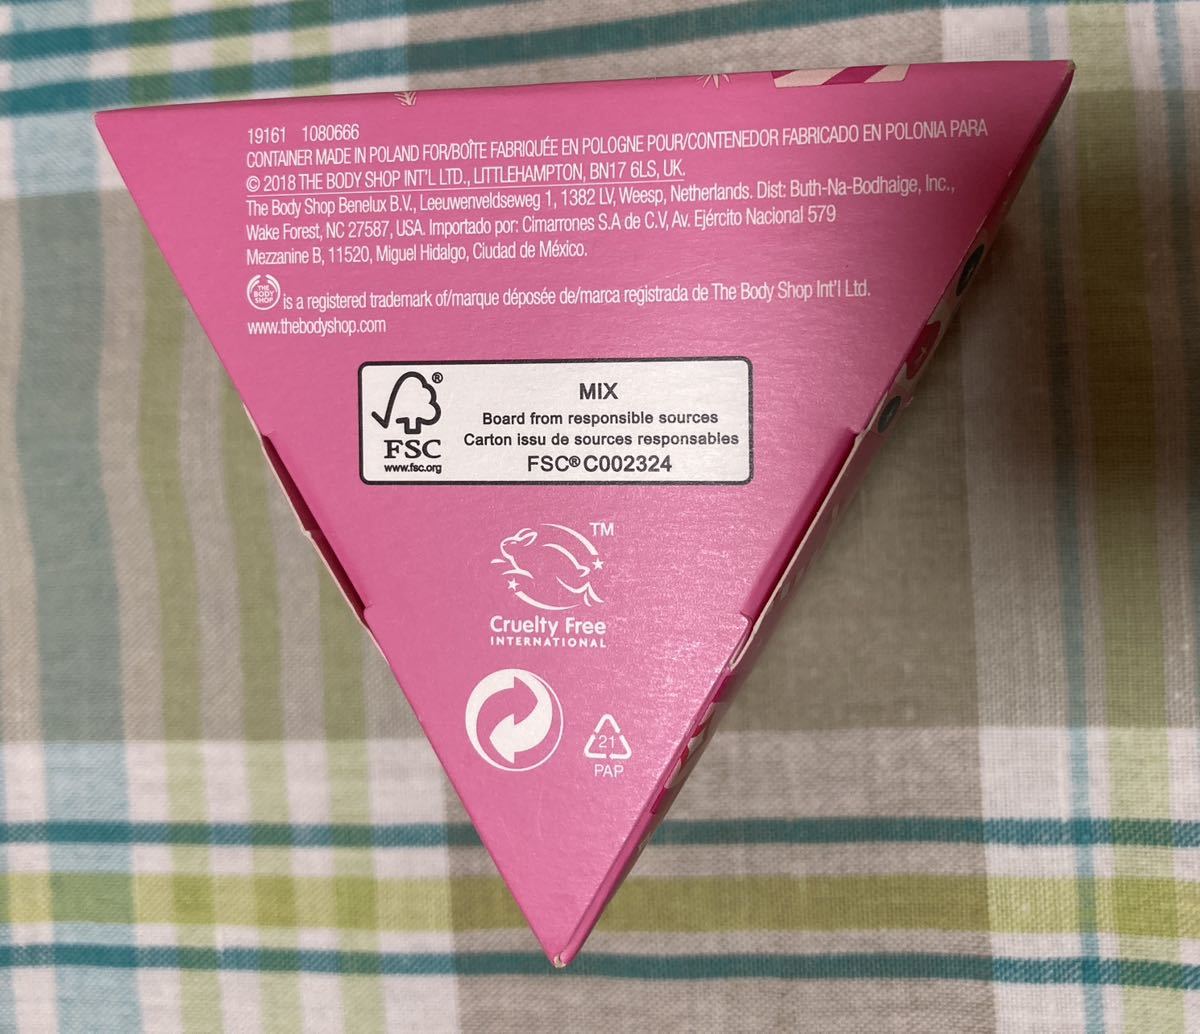 19161 1080666
CONTAINER MADE IN POLAND FOR/BOÎTE FABRIQUÉE EN POLOGNE POUR/CONTENEDOR FABRICADO EN POLONIA PARA
© 2018 THE BODY SHOP INT'L LTD., LITTLEHAMPTON, BN17 6LS, UK.
The Body Shop Benelux B.V., Leeuwenveldseweg 1, 1382 LV, Weesp, Netherlands. Dist: Buth-Na-Bodhaige, Inc.,
Wake Forest, NC 27587, USA. Importado por: Cimarrones S.A de C.V, Av. Ejército Nacional 579
Mezzanine B, 11520, Miguel Hidalgo, Ciudad de México.
THE
BODY
SHOP
is a registered trademark of/marque déposée de/marca registrada de The Body Shop Int'l Ltd.
www.thebodyshop.com
®
FSC
www.fsc.org
MIX
Board from responsible sources
Carton issu de sources responsables
FSC® C002324
TM
Cruelty Free
INTERNATIONAL
21
PAP